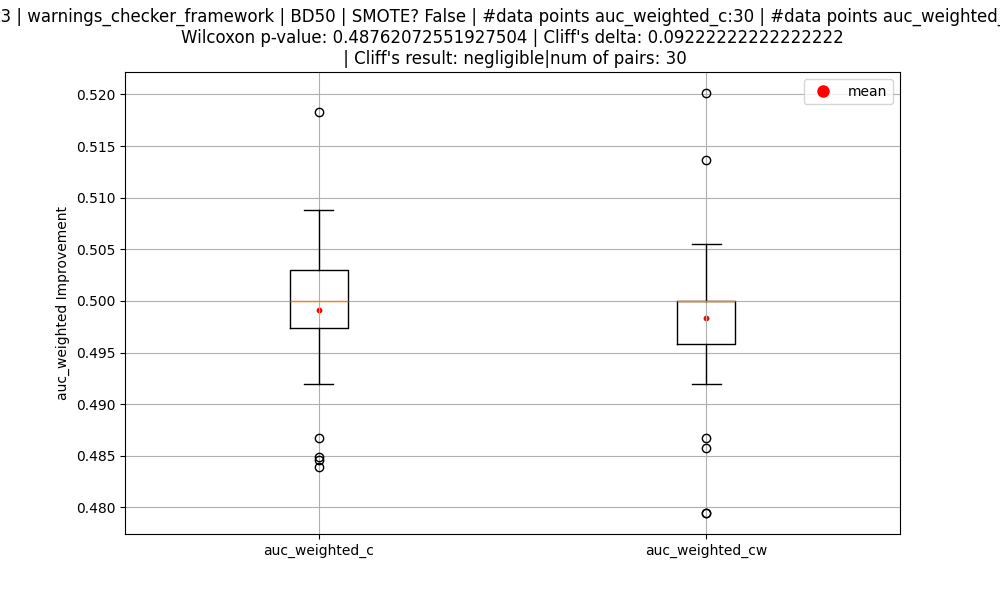 3 | warnings_checker_framework | BD50 | SMOTE? False | #data points auc_weighted_c:30 | #data points auc_weighted_
Wilcoxon p-value: 0.48762072551927504 | Cliff's delta: 0.09222222222222222
| Cliff's result: negligible|num of pairs: 30
mean
0.520
0.515
0.510
0.505
0.500
0.495
0.490
0.485
0.480
auc_weighted Improvement
auc_weighted_c
auc_weighted_cw